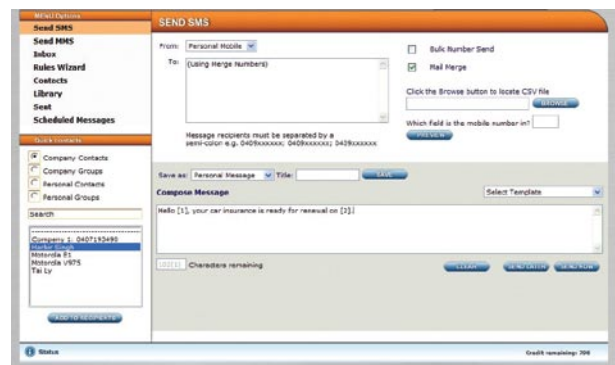 MENU Options
Send SMS
Send MMS
Inbox
Rules Wizard
Contacts
Library
Sent
Scheduled Messages
Quick Contacts
Company Contacts
Company Groups
Personal Contacts
Personal Groups
Search
Company 1: 0407193490
Harbir Singh
Motorola E1
Motorola V975
Tai Ly
ADD TO RECIPIENTS
SEND SMS
From: Personal Mobile
To: (Using Merge Numbers)
Message recipients must be separated by a
semi-colon e.g. 0409xxxxxx; 0409xxxxxx; 0409xxxxxx
Bulk Number Send
Mail Merge
Click the Browse button to locate CSV file
BROWSE
Which field is the mobile number in?
PREVIEW
Save as: Personal Message Title: SAVE
Compose Message Select Template
Hello [1], your car insurance is ready for renewal on [2].
Characters remaining CLEAR SEND LATER SEND NOW
Status Credit remaining: 700